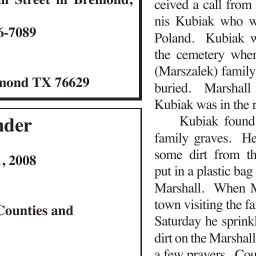 Street in Bremond,
6-7089
mond TX 76629
nder
, 2008
Counties and
ceived a call from
nis Kubiak who w
Poland. Kubiak w
the cemetery wher
(Marszalek) family
buried. Marshall
Kubiak was in the r
Kubiak found
family graves. He
some dirt from th
put in a plastic bag
Marshall. When M
town visiting the fa
Saturday he sprinkl
dirt on the Marshall
a few prayers. Cou